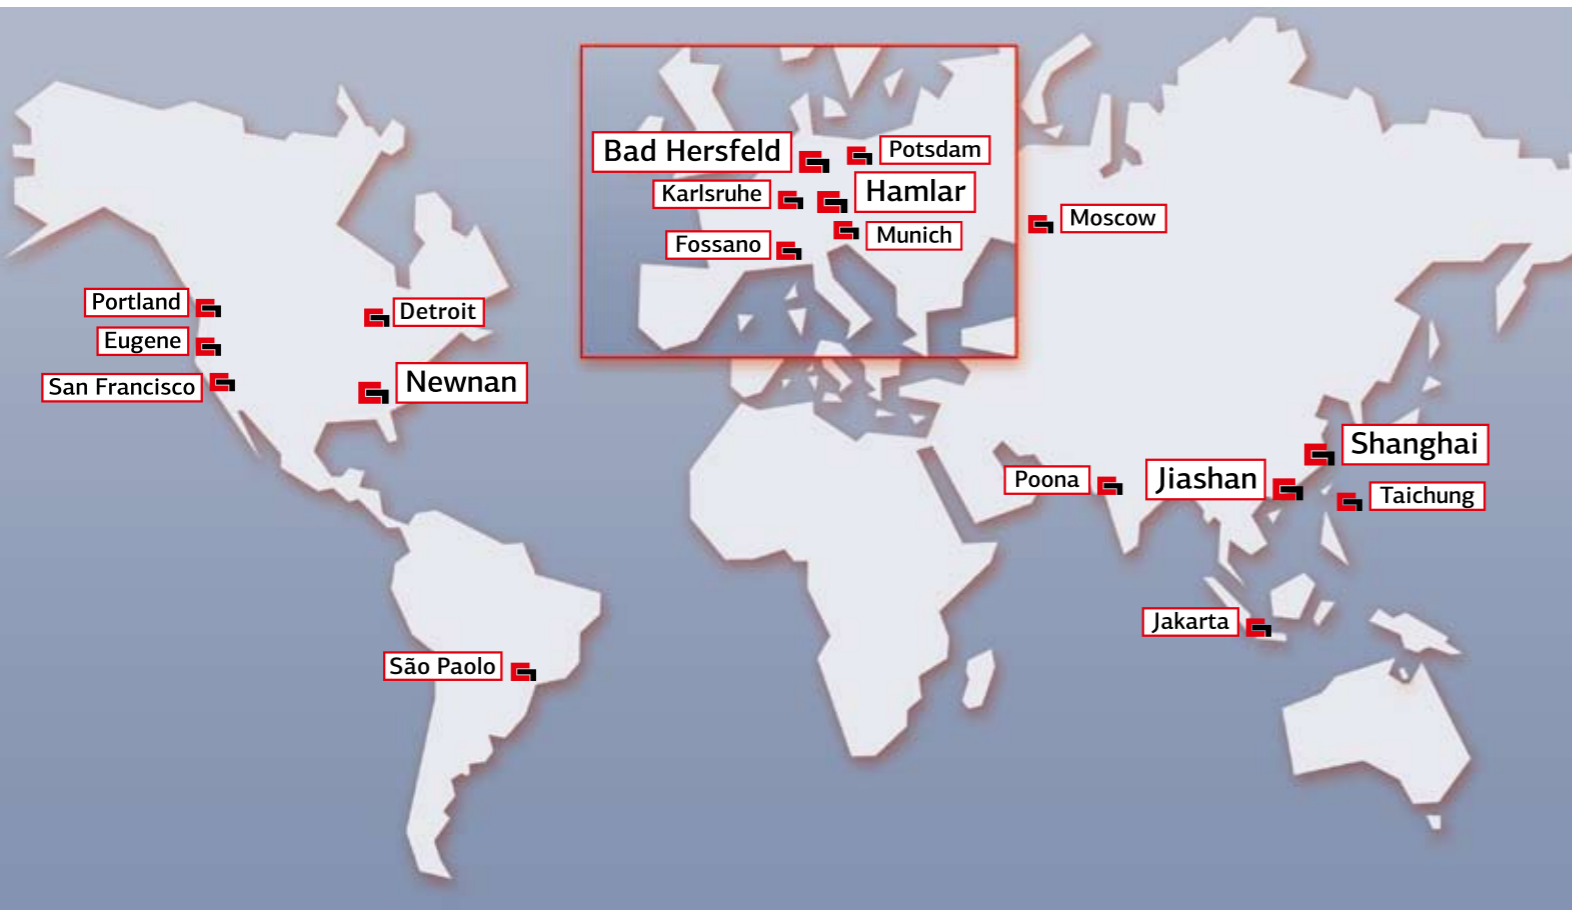 Bad Hersfeld
Potsdam
Karlsruhe
Hamlar
Munich
Fossano
Moscow
Portland
Detroit
Eugene
San Francisco
Newnan
Shanghai
Poona
Jiashan
Taichung
Jakarta
São Paolo